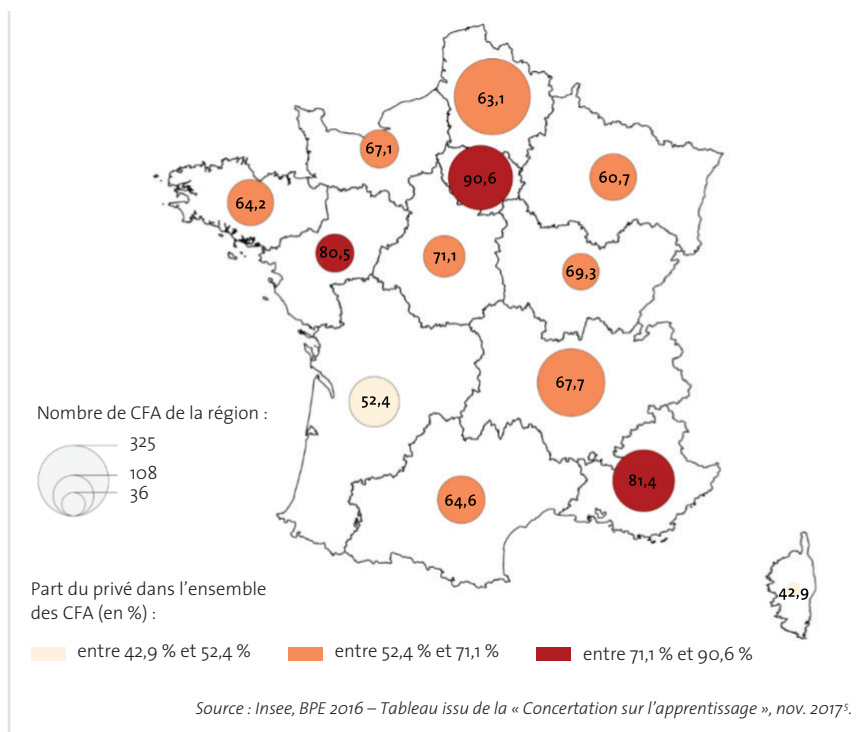 63,1
67,1
90,6
60,7
64,2
80,5
71,1
69,3
67,7
52,4
Nombre de CFA de la région :
325
108
36
81,4
64,6
42,9
Part du privé dans l’ensemble
des CFA (en %) :
entre 42,9 % et 52,4 %
entre 52,4 % et 71,1 %
entre 71,1 % et 90,6 %
Source : Insee, BPE 2016 – Tableau issu de la « Concertation sur l’apprentissage », nov. 2017⁵.